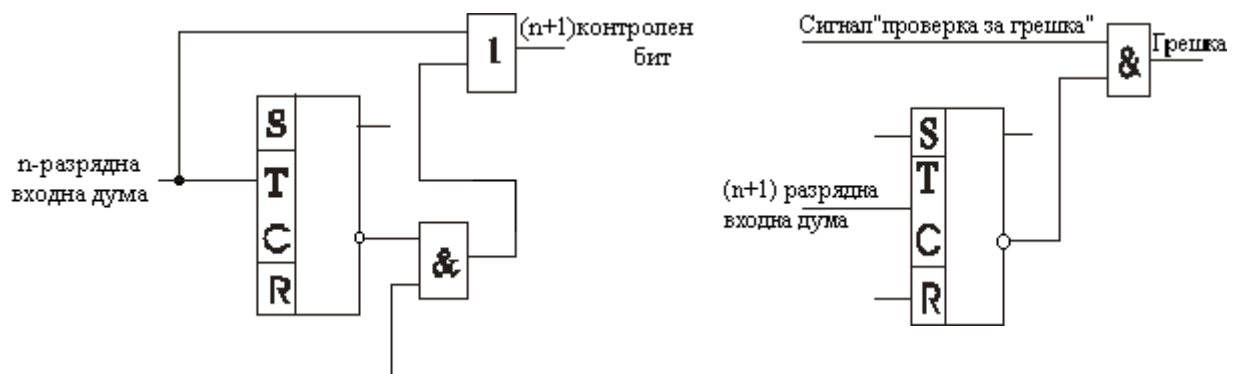 1
(n+1)контролен
бит
S
T
C
R
n-разрядна
входна дума
&
Сигнал"проверка за грешка"
&
Грешка
S
T
C
R
(n+1) разрядна
входна дума